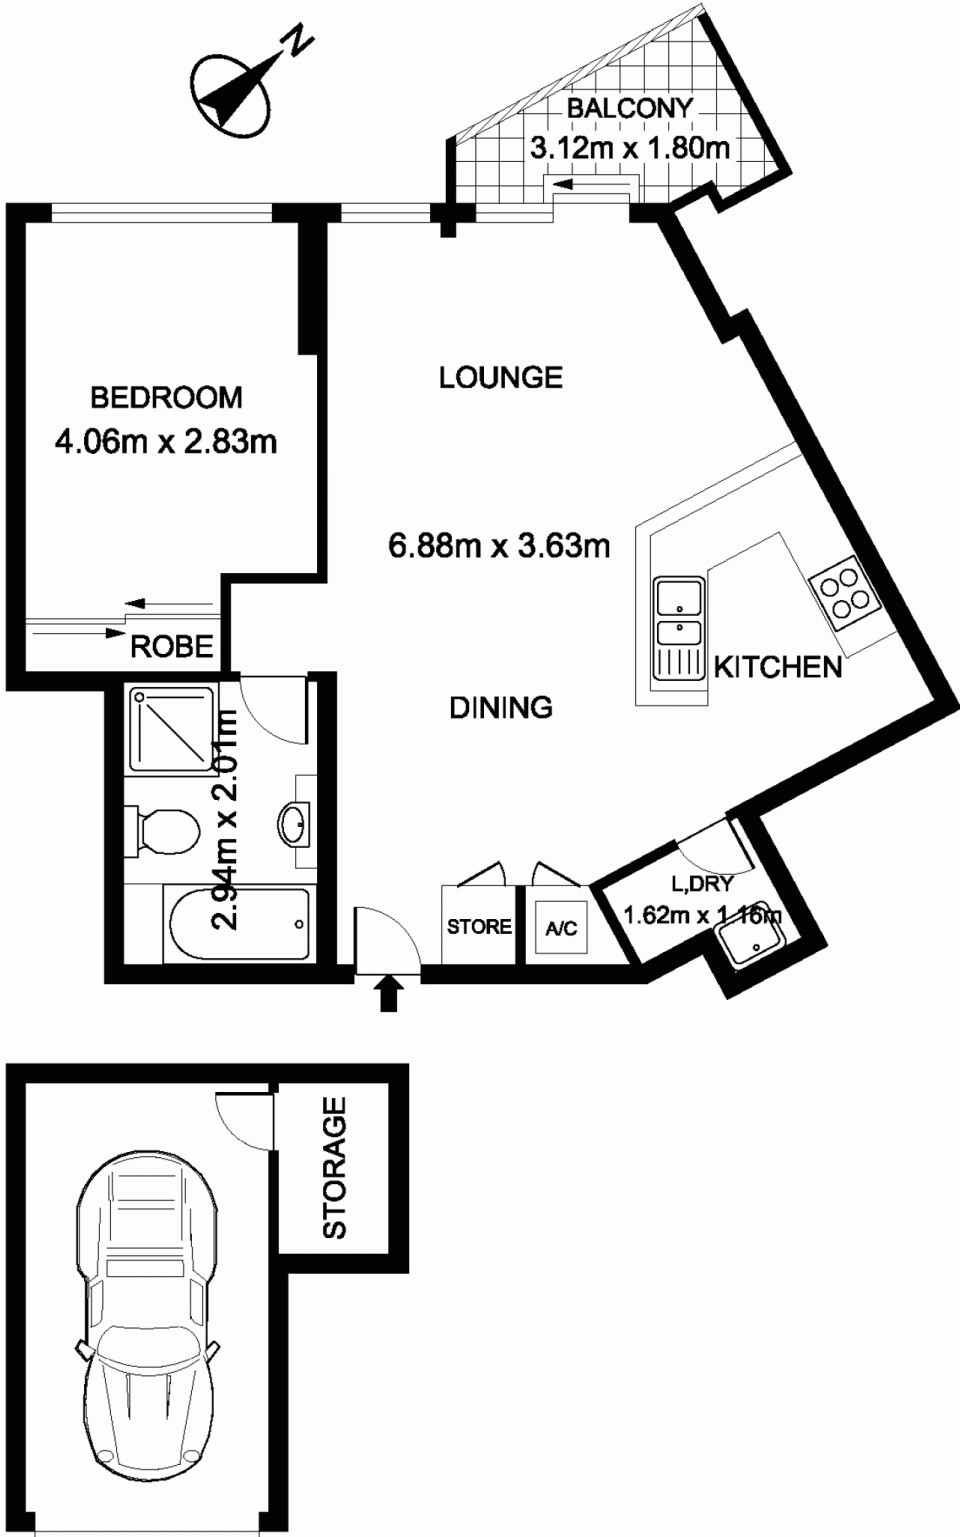 N
BALCONY
3.12m x 1.80m
LOUNGE
BEDROOM
4.06m x 2.83m
6.88m x 3.63m
ROBE
KITCHEN
DINING
2.94m x 2.01m
L,DRY
1.62m x 1.16m
STORE
A/C
STORAGE